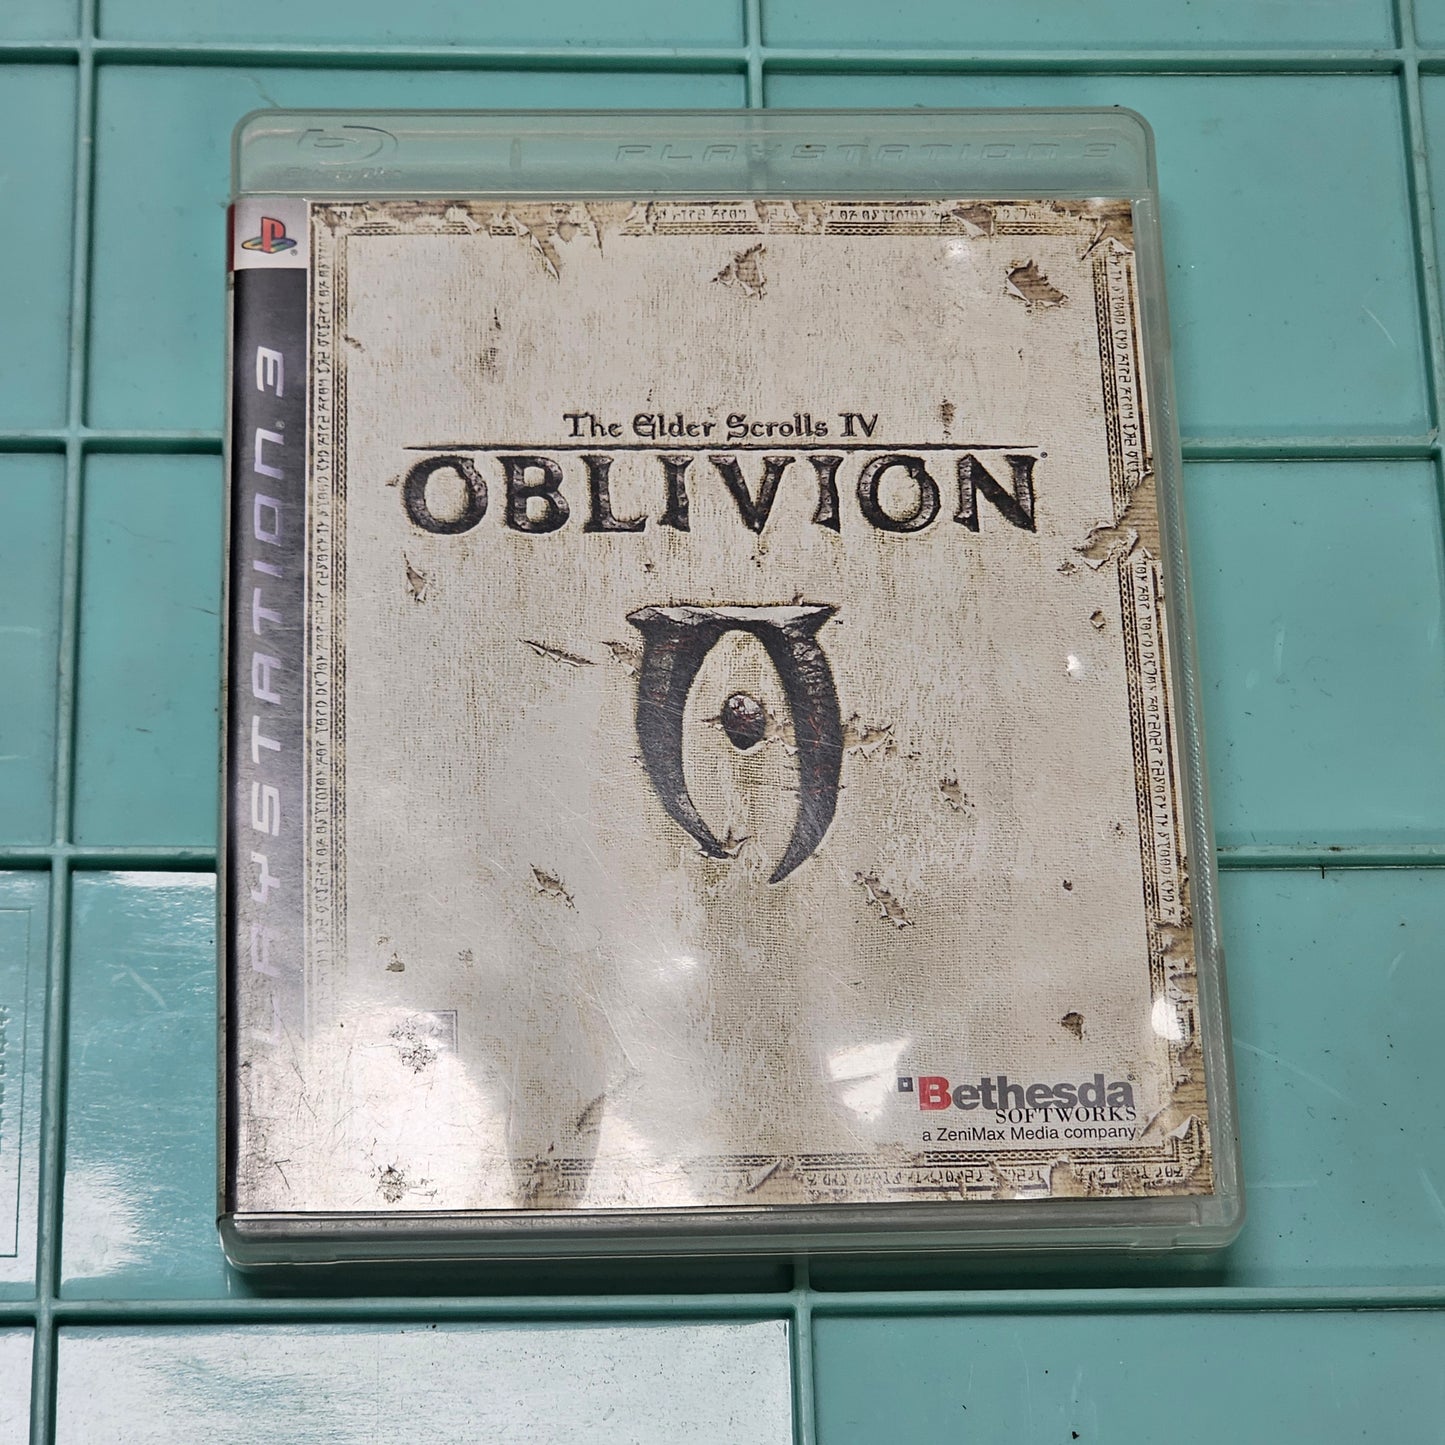 PLAYSTATION 3
PLAYSTATION 3
The Elder Scrolls IV
OBLIVION
Bethesda
SOFTWORKS
a ZeniMax Media company